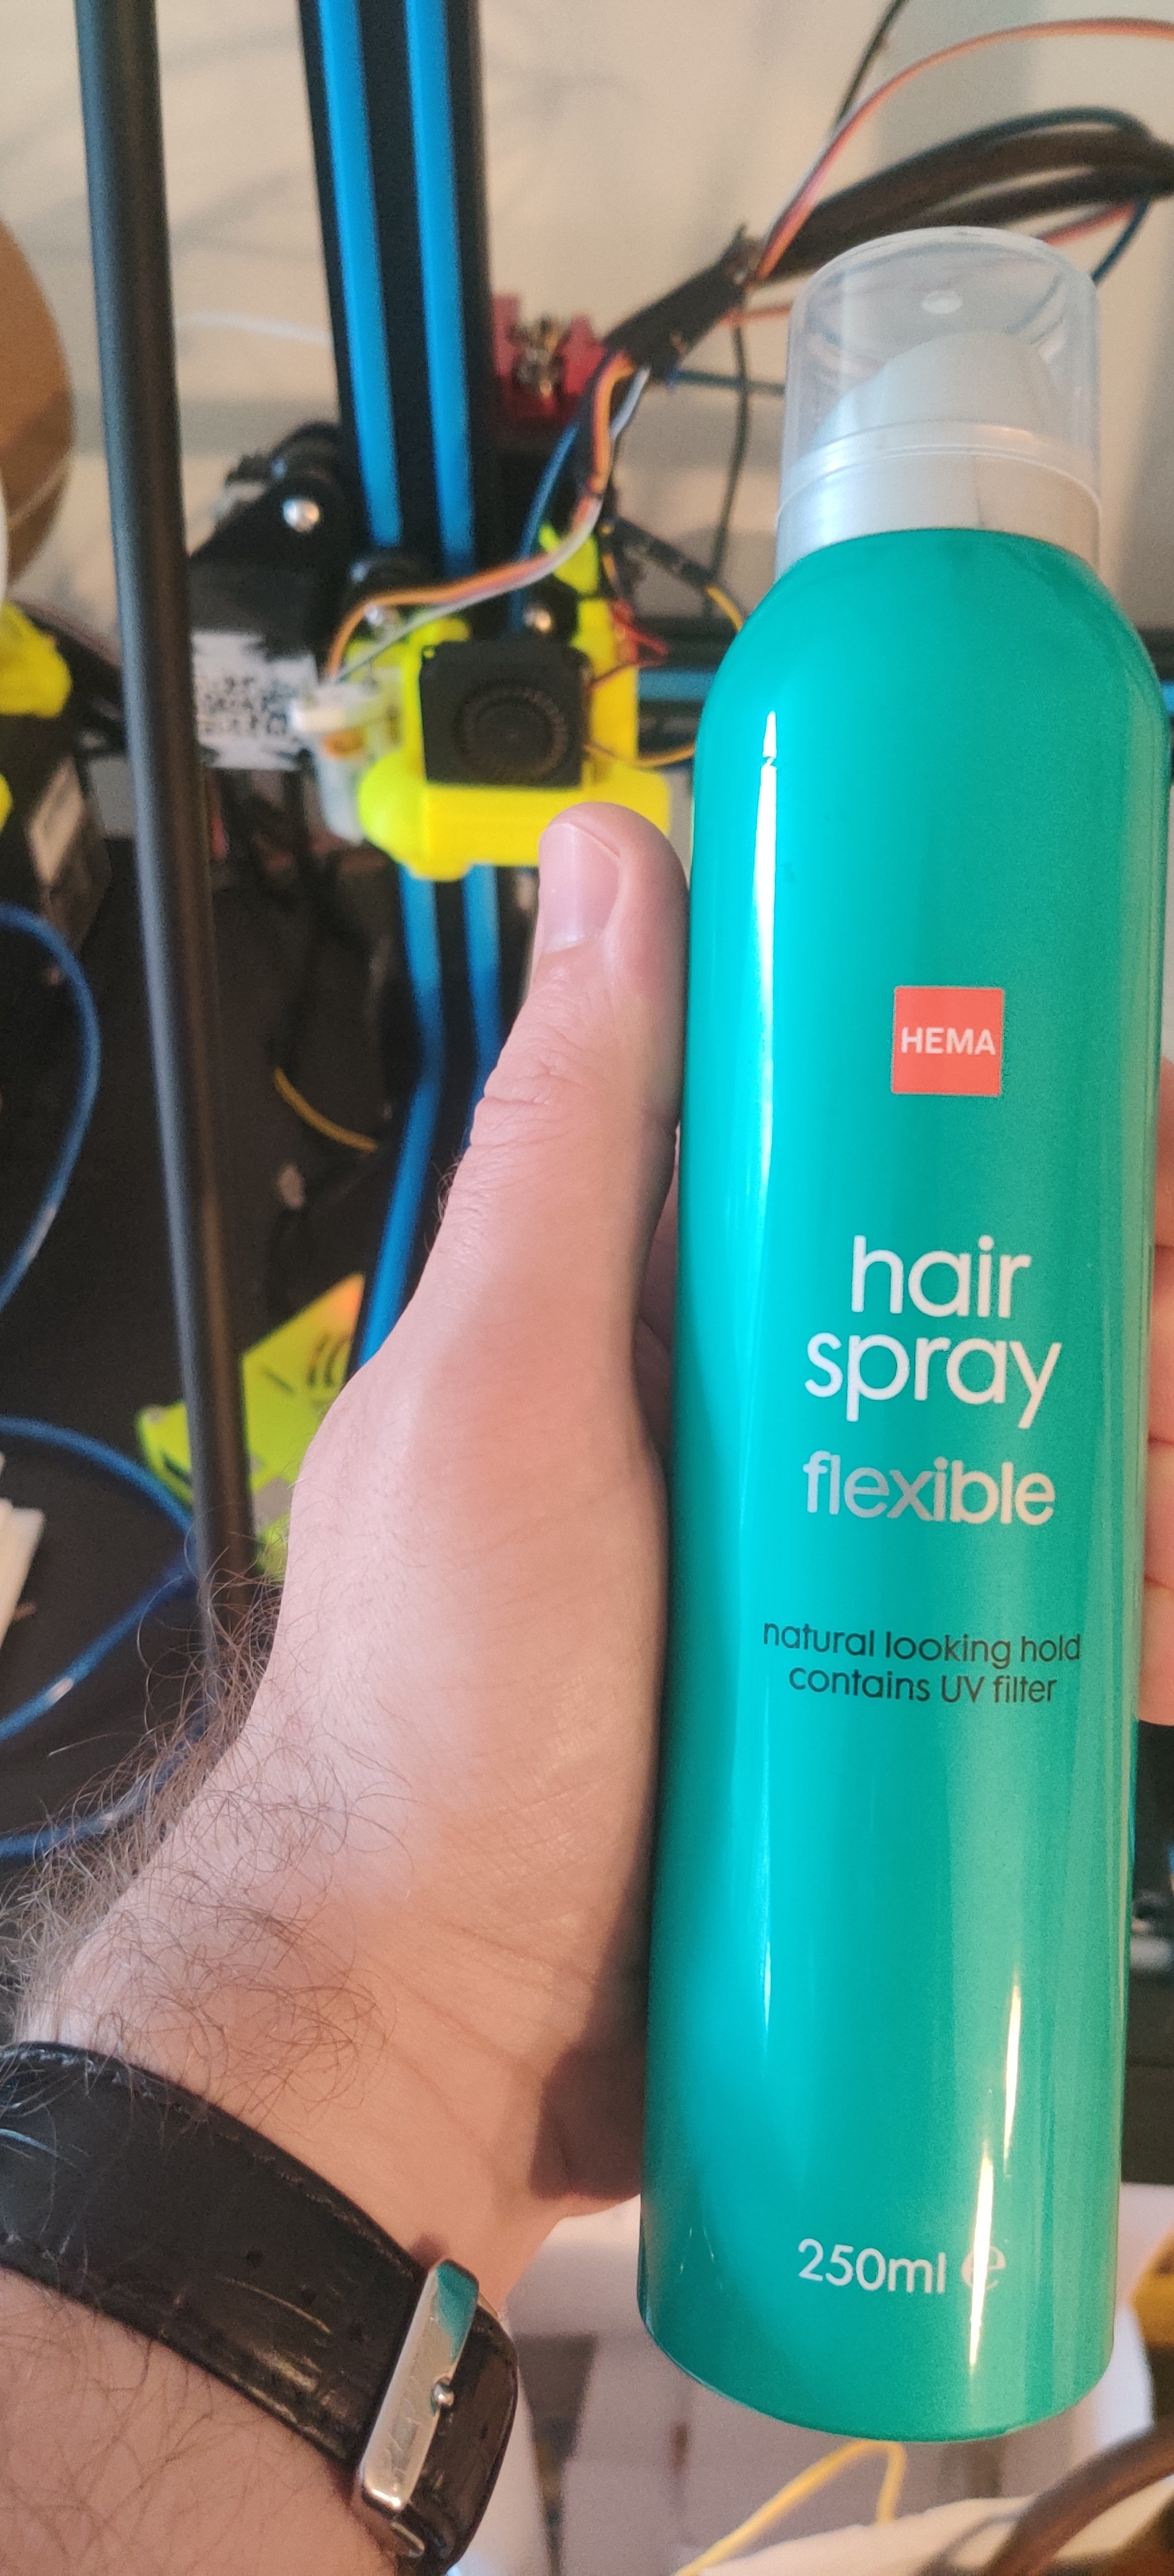 HEMA
hair
spray
flexible
natural looking hold
contains UV filter
250ml e